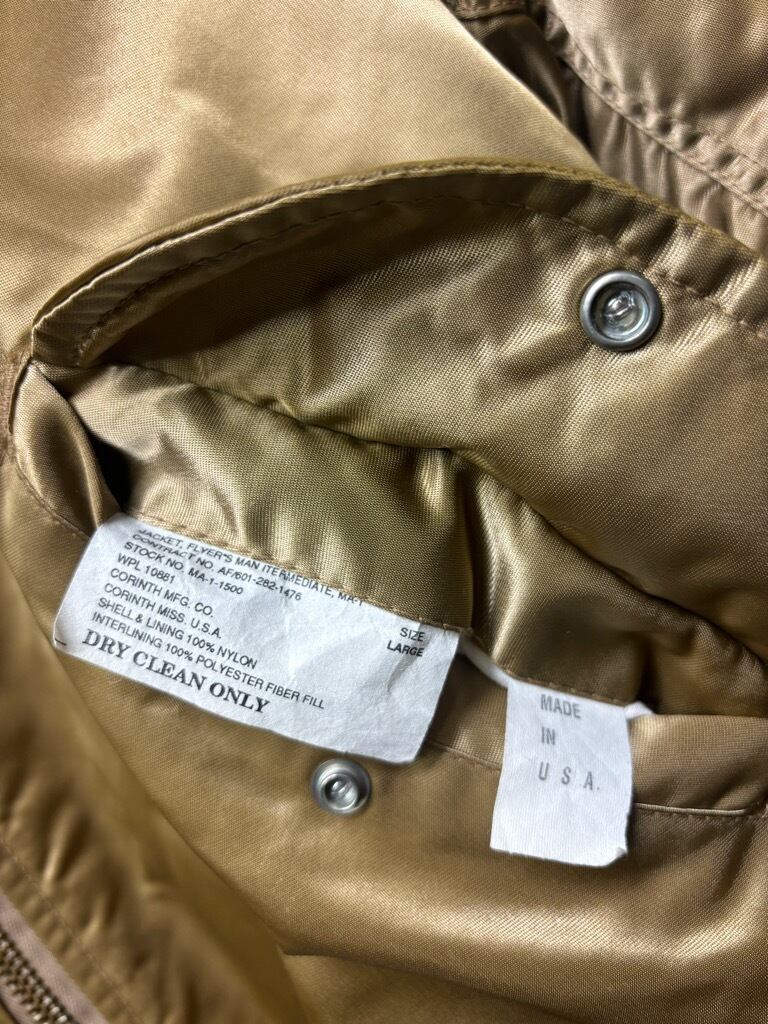 JACKET, FLYER'S MAN ITERMEDIATE, MA-1
CONTRACT NO. AF/601-282-1476
STOCK NO. MA-1-1500
WPL 10881
CORINTH MFG. CO.
CORINTH MISS. U.S.A.
SHELL & LINING 100% NYLON
INTERLINING 100% POLYESTER FIBER FILL
SIZE
LARGE
DRY CLEAN ONLY
MADE
IN
U S A.